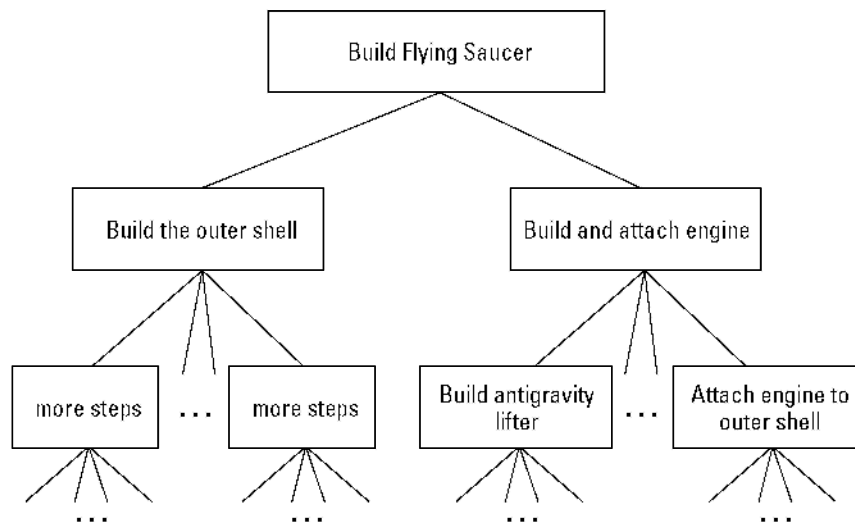 Build Flying Saucer
Build the outer shell
Build and attach engine
more steps
...
more steps
Build antigravity
lifter
...
Attach engine to
outer shell
...
...
...
...